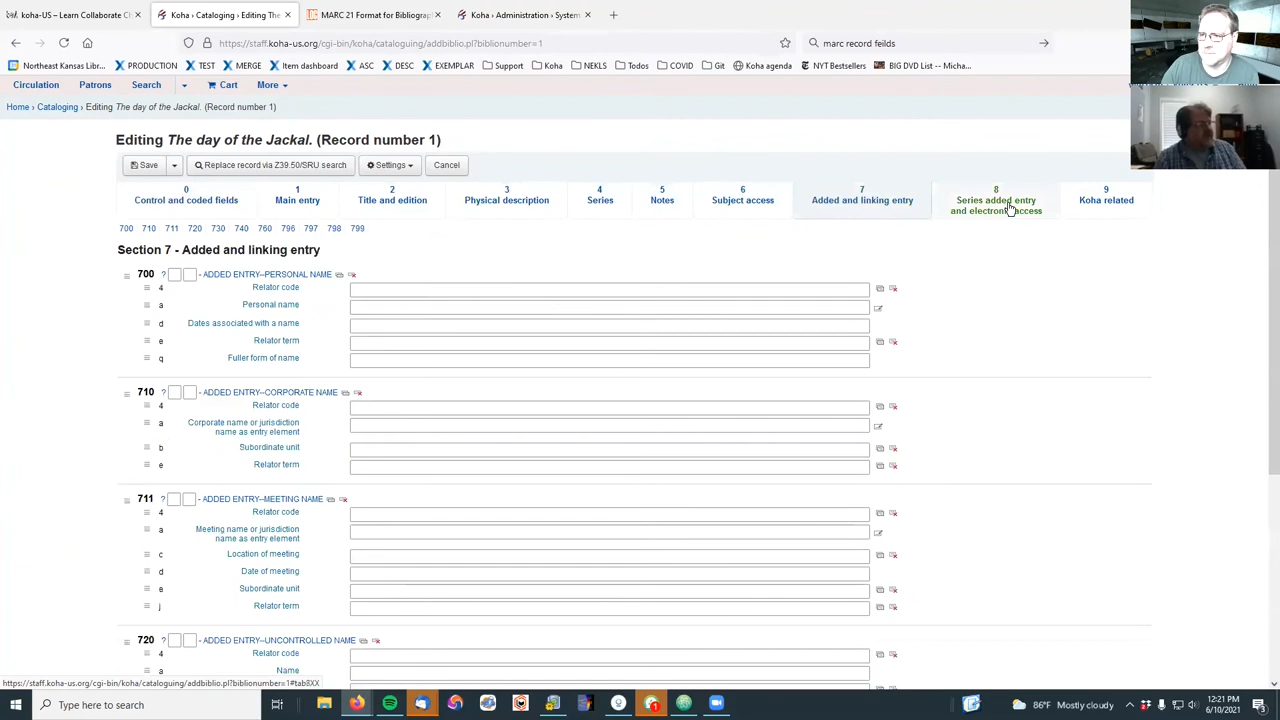 koha-US – Learn Collaborate C
Koha › Cataloging › Editing The
MARC 21 Format for Bibliograp
Koha › Administration › System
https://staff.koha-us.org/cgi-bin/koha/cataloguing/
marc record feilds
Northeast Kansas Libr...
PRODUCTION
TEST
MERGE
Item dashboard
ASC
DESC
POPLAR
Support
Dev
NEKLS
Todos
COVID
Git
Koha agenda
NYT Bestsellers
BIG DVD List -- Micha...
Circulation
Patrons
Search
Cart
More
Home › Cataloging › Editing The day of the Jackal. (Record number 1)
Editing The day of the Jackal. (Record number 1)
Save
Replace record via Z39.50/SRU search
Settings
Cancel
0
Control and coded fields
1
Main entry
2
Title and edition
3
Physical description
4
Series
5
Notes
6
Subject access
7
Added and linking entry
8
Series added entry
and electronic access
9
Koha related
700 710 711 720 730 740 760 796 797 798 799
Section 7 - Added and linking entry
700 ? - ADDED ENTRY--PERSONAL NAME
4 Relator code
a Personal name
d Dates associated with a name
e Relator term
q Fuller form of name
710 ? - ADDED ENTRY--CORPORATE NAME
4 Relator code
a Corporate name or jurisdiction
name as entry element
b Subordinate unit
e Relator term
711 ? - ADDED ENTRY--MEETING NAME
4 Relator code
a Meeting name or jurisdiction
name as entry element
c Location of meeting
d Date of meeting
e Subordinate unit
j Relator term
720 ? - ADDED ENTRY--UNCONTROLLED NAME
4 Relator code
a Name
https://staff.koha-us.org/cgi-bin/koha/cataloguing/addbiblio.pl?biblionumber=1#tab8XX
Type here to search
86°F Mostly cloudy
12:21 PM
6/10/2021